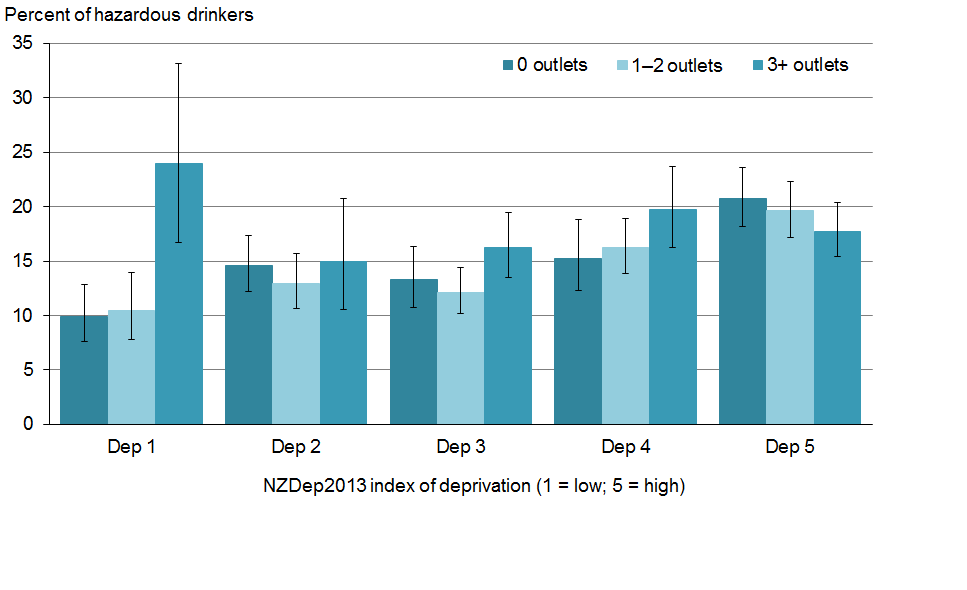 Percent of hazardous drinkers
35
0 outlets 1–2 outlets 3+ outlets
30
25
20
15
10
5
0
Dep 1 Dep 2 Dep 3 Dep 4 Dep 5
NZDep2013 index of deprivation (1 = low; 5 = high)